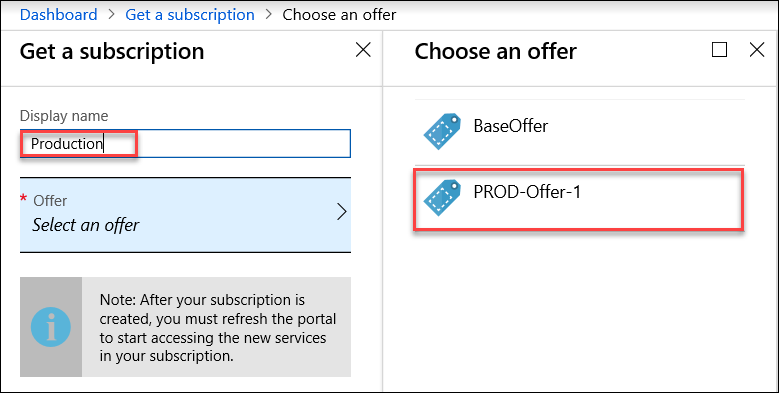 Dashboard > Get a subscription > Choose an offer
Get a subscription
Display name
Production
* Offer
Select an offer
Note: After your subscription is
created, you must refresh the portal
to start accessing the new services
in your subscription.
Choose an offer
BaseOffer
PROD-Offer-1